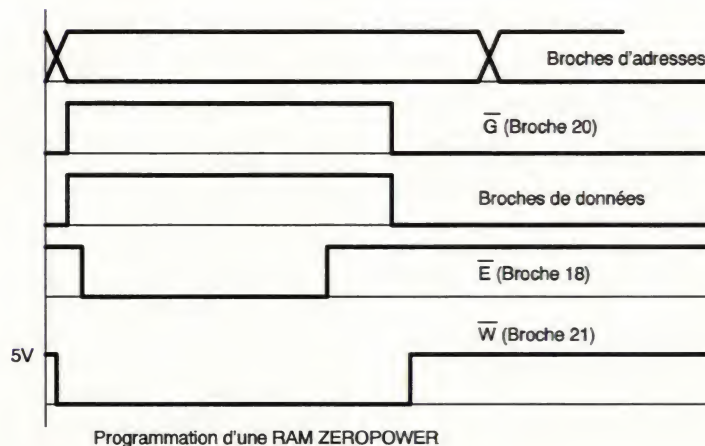 Broches d'adresses
G̅ (Broche 20)
Broches de données
E̅ (Broche 18)
W̅ (Broche 21)
5V
Programmation d'une RAM ZEROPOWER